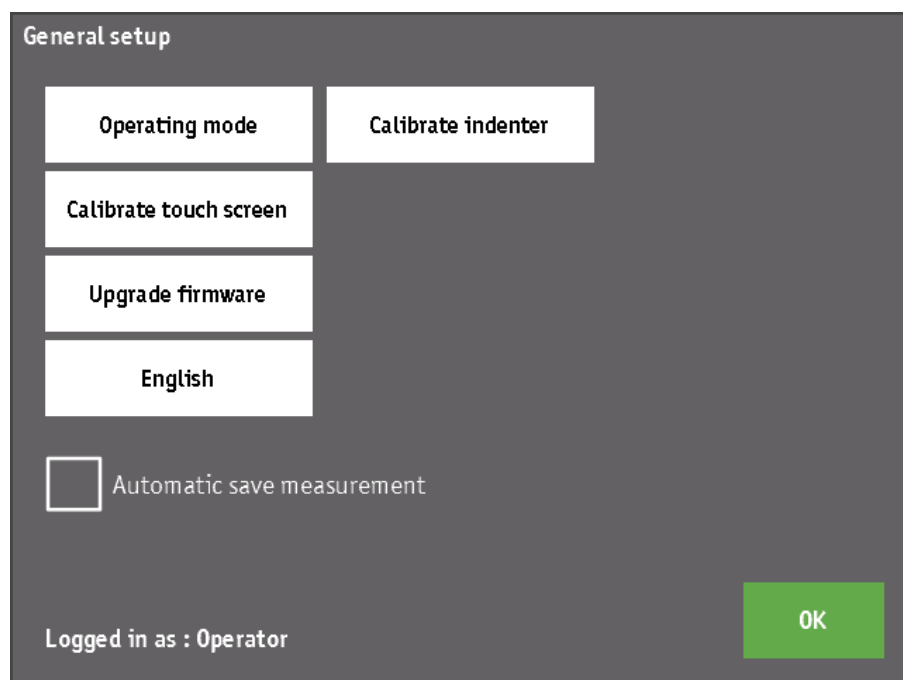 General setup
Operating mode
Calibrate indenter
Calibrate touch screen
Upgrade firmware
English
Automatic save measurement
Logged in as : Operator
OK